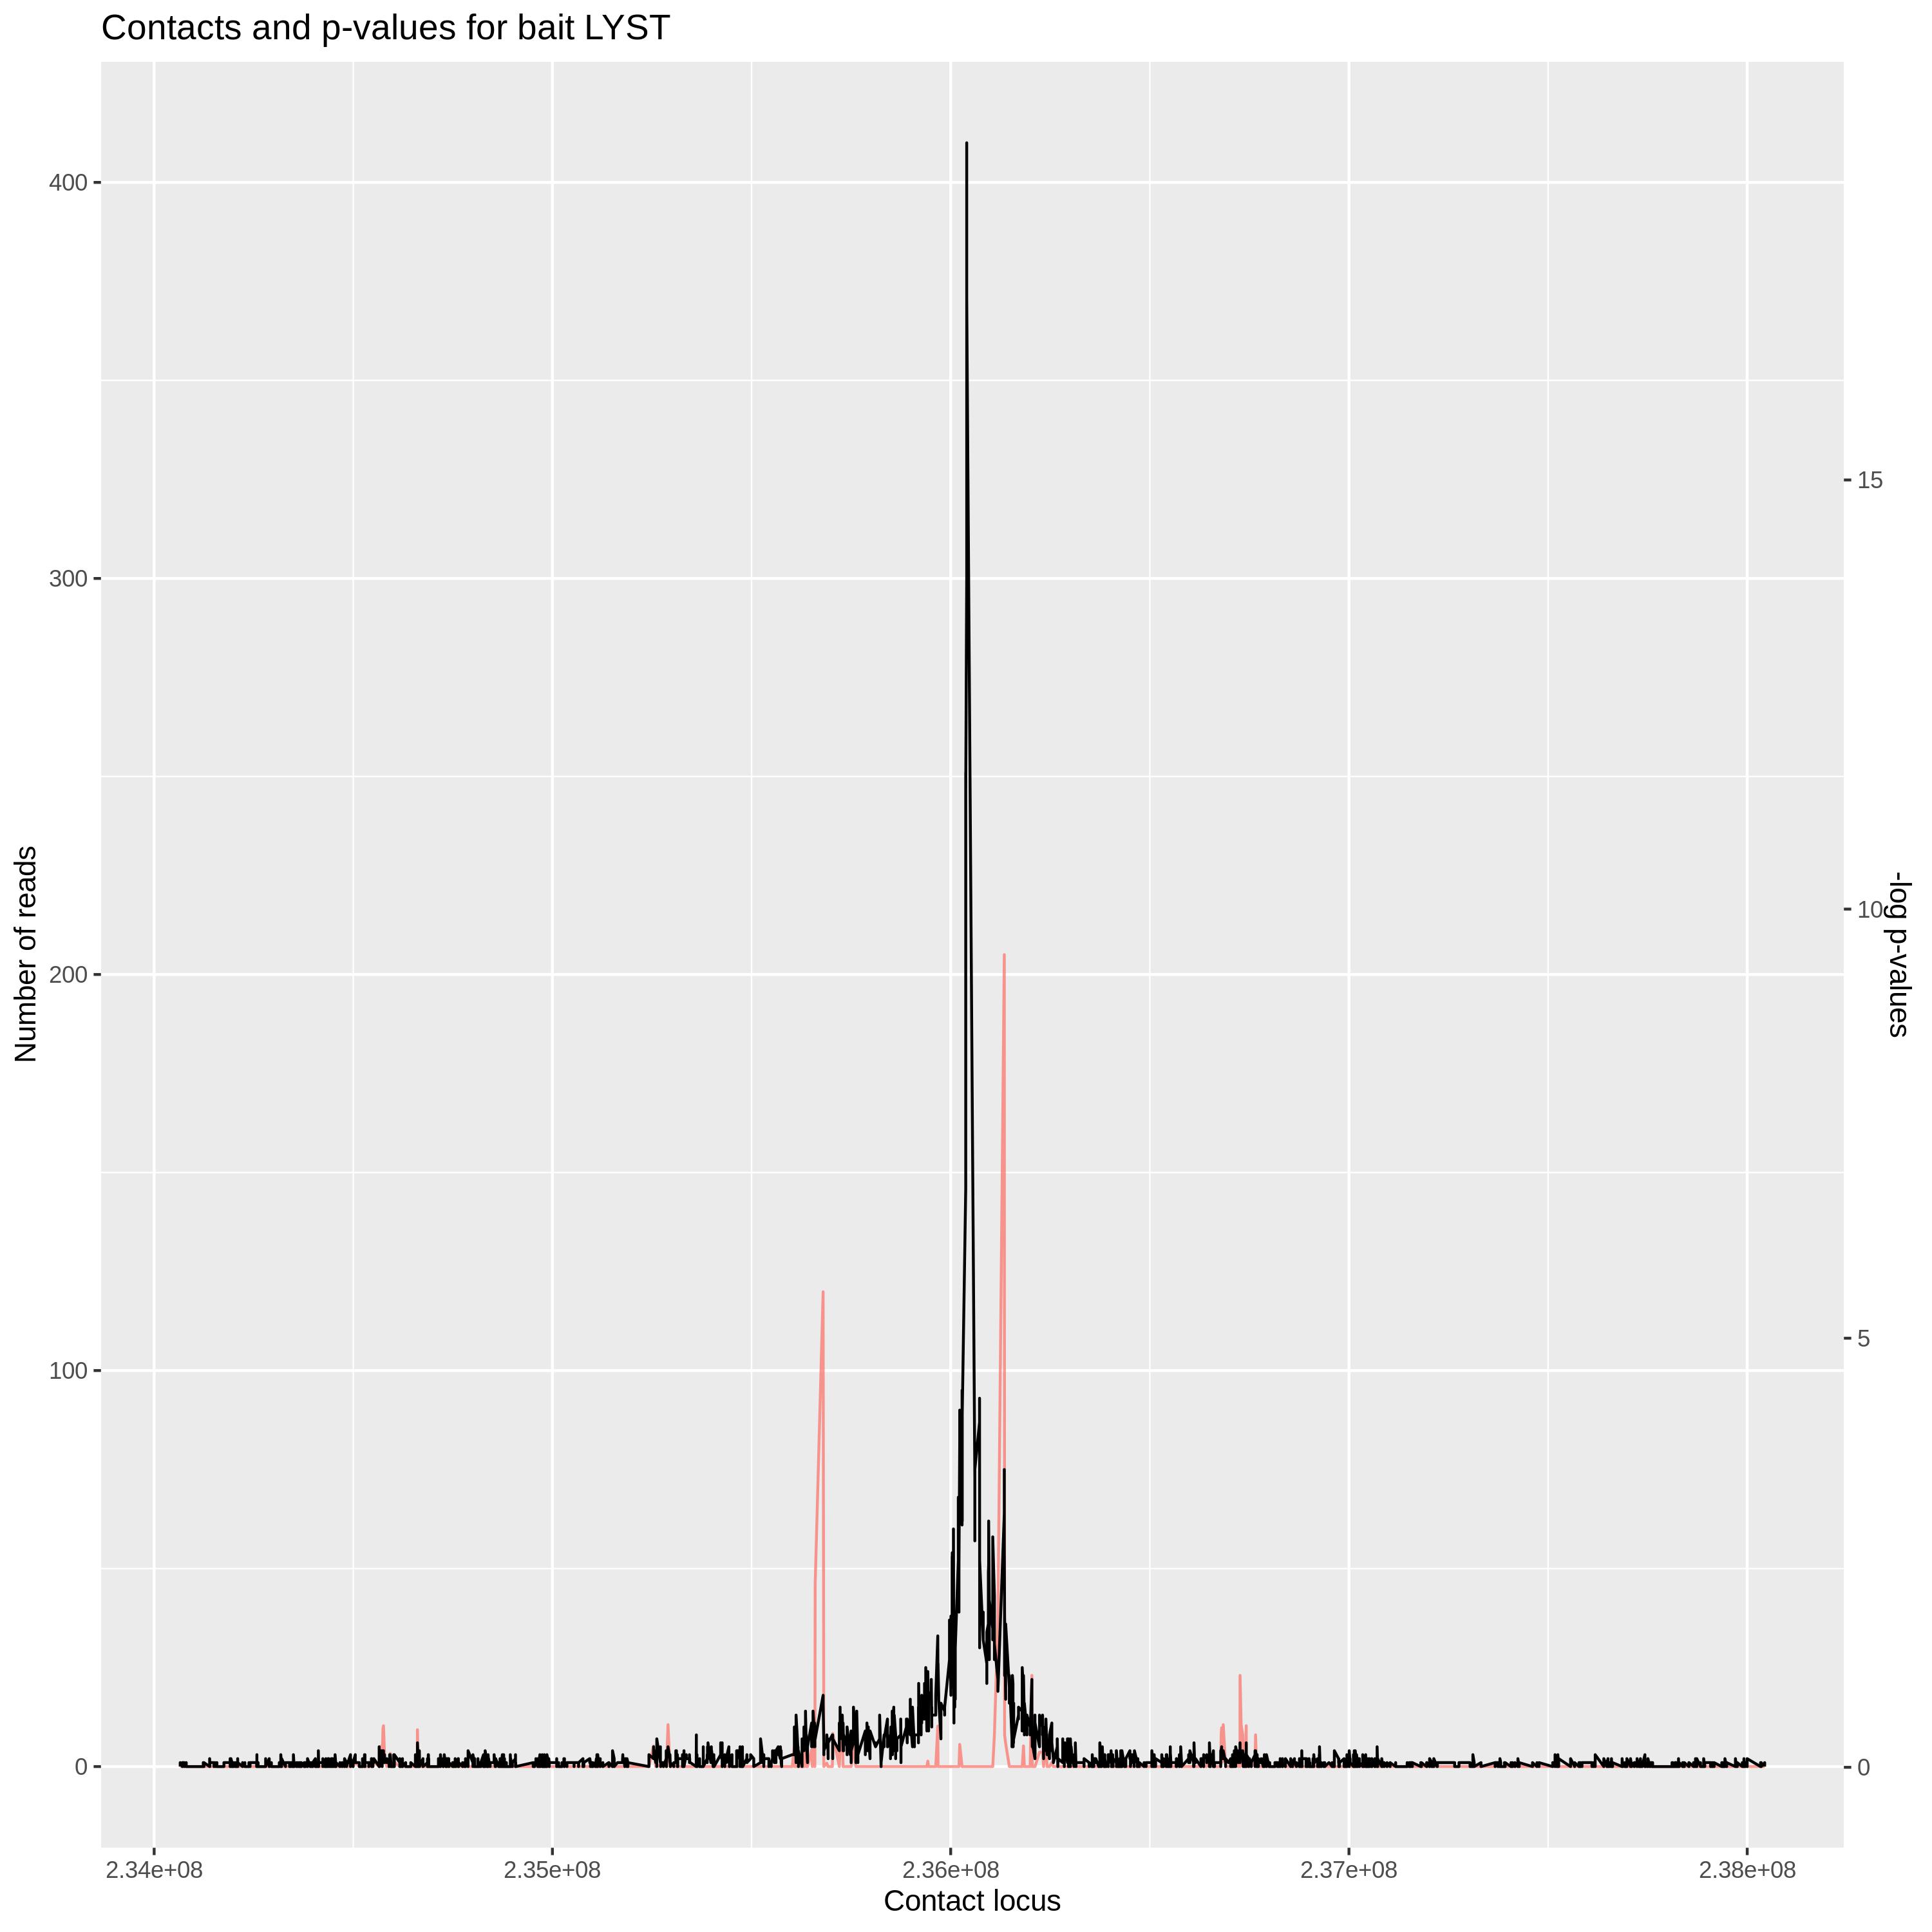 Contacts and p-values for bait LYST
Number of reads
400
300
200
100
0
15
10
5
0
-log p-values
2.34e+08 2.35e+08 2.36e+08 2.37e+08 2.38e+08
Contact locus